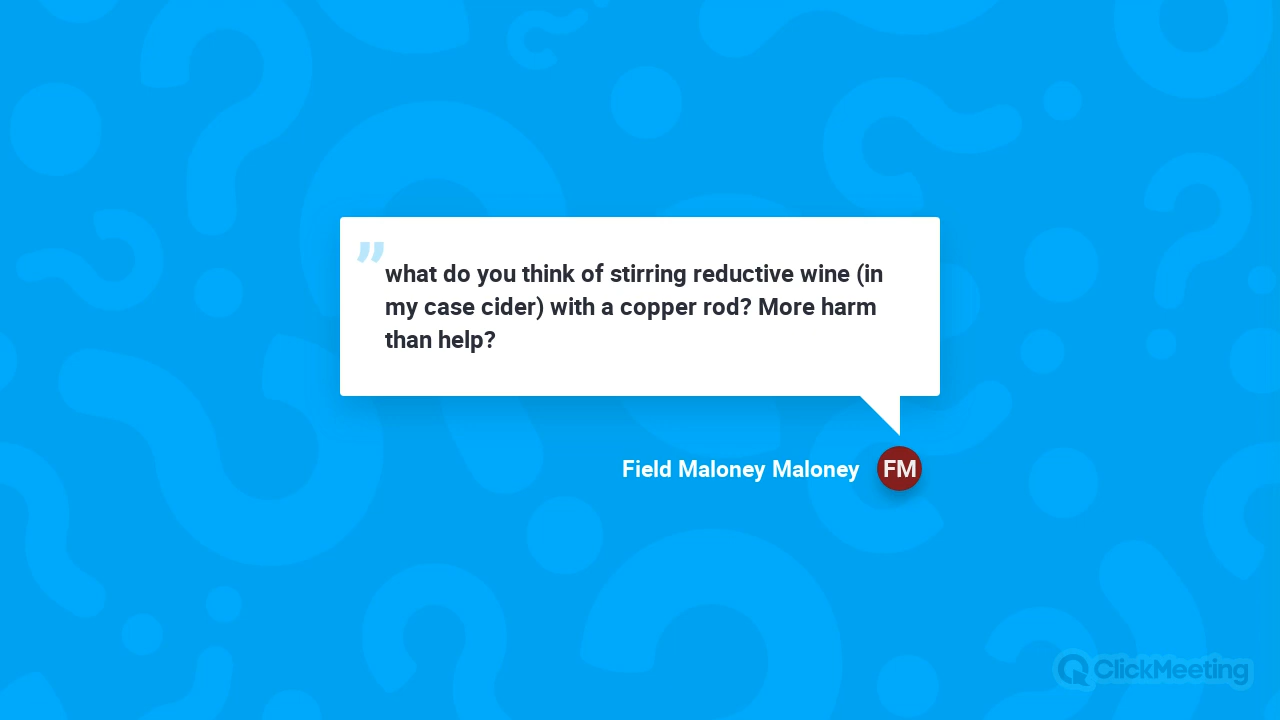 ”
what do you think of stirring reductive wine (in
my case cider) with a copper rod? More harm
than help?
Field Maloney Maloney FM
ClickMeeting